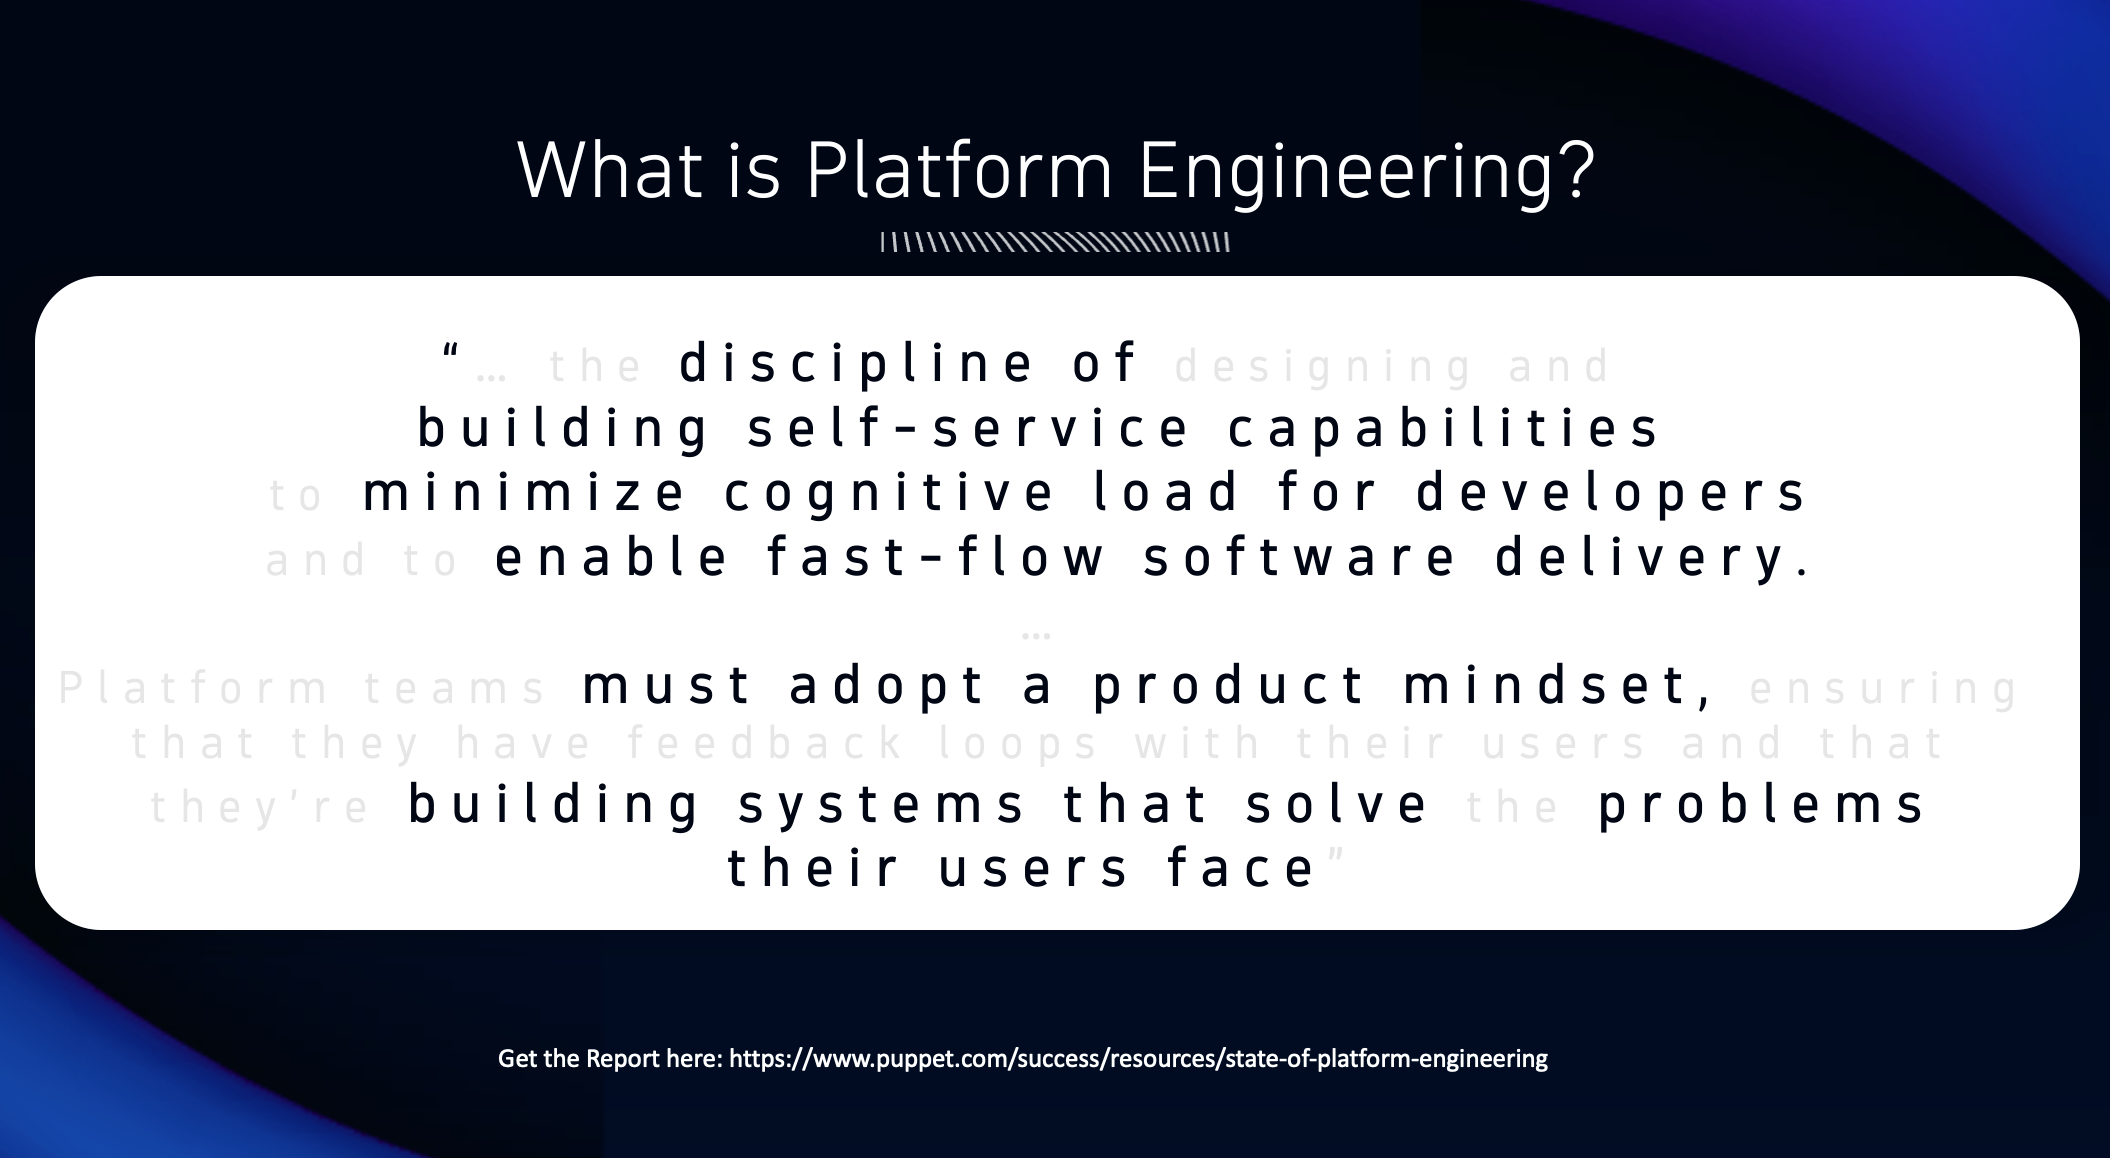 What is Platform Engineering?
“… the discipline of designing and
building self-service capabilities
to minimize cognitive load for developers
and to enable fast-flow software delivery.
…
Platform teams must adopt a product mindset, ensuring
that they have feedback loops with their users and that
they’re building systems that solve the problems
their users face”
Get the Report here: https://www.puppet.com/success/resources/state-of-platform-engineering